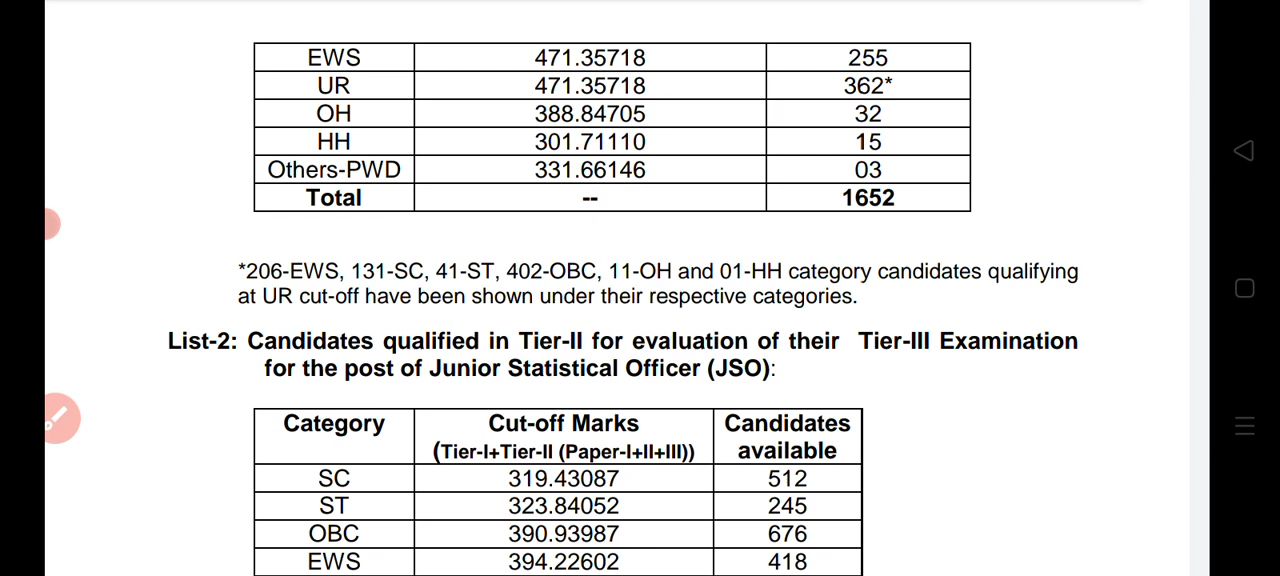 EWS 471.35718 255
UR 471.35718 362*
OH 388.84705 32
HH 301.71110 15
Others-PWD 331.66146 03
Total -- 1652
*206-EWS, 131-SC, 41-ST, 402-OBC, 11-OH and 01-HH category candidates qualifying
at UR cut-off have been shown under their respective categories.
List-2: Candidates qualified in Tier-II for evaluation of their Tier-III Examination
for the post of Junior Statistical Officer (JSO):
Category Cut-off Marks Candidates
(Tier-I+Tier-II (Paper-I+II+III)) available
SC 319.43087 512
ST 323.84052 245
OBC 390.93987 676
EWS 394.22602 418